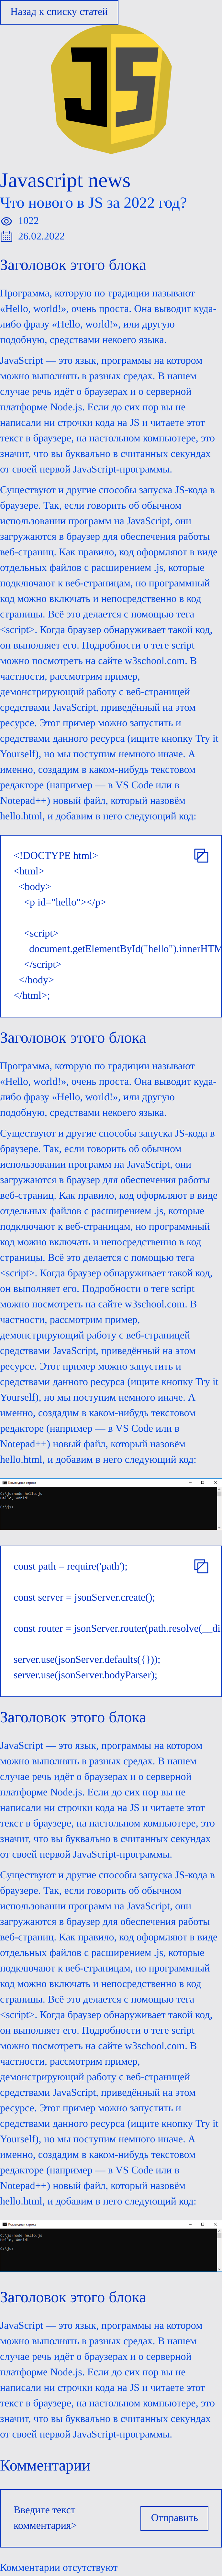 Назад к списку статей
JS
Javascript news
Что нового в JS за 2022 год?
1022
26.02.2022
Заголовок этого блока
Программа, которую по традиции называют
«Hello, world!», очень проста. Она выводит куда-
либо фразу «Hello, world!», или другую
подобную, средствами некоего языка.
JavaScript — это язык, программы на котором
можно выполнять в разных средах. В нашем
случае речь идёт о браузерах и о серверной
платформе Node.js. Если до сих пор вы не
написали ни строчки кода на JS и читаете этот
текст в браузере, на настольном компьютере, это
значит, что вы буквально в считанных секундах
от своей первой JavaScript-программы.
Существуют и другие способы запуска JS-кода в
браузере. Так, если говорить об обычном
использовании программ на JavaScript, они
загружаются в браузер для обеспечения работы
веб-страниц. Как правило, код оформляют в виде
отдельных файлов с расширением .js, которые
подключают к веб-страницам, но программный
код можно включать и непосредственно в код
страницы. Всё это делается с помощью тега
<script>. Когда браузер обнаруживает такой код,
он выполняет его. Подробности о теге script
можно посмотреть на сайте w3school.com. В
частности, рассмотрим пример,
демонстрирующий работу с веб-страницей
средствами JavaScript, приведённый на этом
ресурсе. Этот пример можно запустить и
средствами данного ресурса (ищите кнопку Try it
Yourself), но мы поступим немного иначе. А
именно, создадим в каком-нибудь текстовом
редакторе (например — в VS Code или в
Notepad++) новый файл, который назовём
hello.html, и добавим в него следующий код:
<!DOCTYPE html>
<html>
<body>
<p id="hello"></p>
<script>
document.getElementById("hello").innerHTM
</script>
</body>
</html>;
Заголовок этого блока
Программа, которую по традиции называют
«Hello, world!», очень проста. Она выводит куда-
либо фразу «Hello, world!», или другую
подобную, средствами некоего языка.
Существуют и другие способы запуска JS-кода в
браузере. Так, если говорить об обычном
использовании программ на JavaScript, они
загружаются в браузер для обеспечения работы
веб-страниц. Как правило, код оформляют в виде
отдельных файлов с расширением .js, которые
подключают к веб-страницам, но программный
код можно включать и непосредственно в код
страницы. Всё это делается с помощью тега
<script>. Когда браузер обнаруживает такой код,
он выполняет его. Подробности о теге script
можно посмотреть на сайте w3school.com. В
частности, рассмотрим пример,
демонстрирующий работу с веб-страницей
средствами JavaScript, приведённый на этом
ресурсе. Этот пример можно запустить и
средствами данного ресурса (ищите кнопку Try it
Yourself), но мы поступим немного иначе. А
именно, создадим в каком-нибудь текстовом
редакторе (например — в VS Code или в
Notepad++) новый файл, который назовём
hello.html, и добавим в него следующий код:
Командная строка
C:\js>node hello.js
Hello, World!
C:\js>
const path = require('path');
const server = jsonServer.create();
const router = jsonServer.router(path.resolve(__di
server.use(jsonServer.defaults({}));
server.use(jsonServer.bodyParser);
Заголовок этого блока
JavaScript — это язык, программы на котором
можно выполнять в разных средах. В нашем
случае речь идёт о браузерах и о серверной
платформе Node.js. Если до сих пор вы не
написали ни строчки кода на JS и читаете этот
текст в браузере, на настольном компьютере, это
значит, что вы буквально в считанных секундах
от своей первой JavaScript-программы.
Существуют и другие способы запуска JS-кода в
браузере. Так, если говорить об обычном
использовании программ на JavaScript, они
загружаются в браузер для обеспечения работы
веб-страниц. Как правило, код оформляют в виде
отдельных файлов с расширением .js, которые
подключают к веб-страницам, но программный
код можно включать и непосредственно в код
страницы. Всё это делается с помощью тега
<script>. Когда браузер обнаруживает такой код,
он выполняет его. Подробности о теге script
можно посмотреть на сайте w3school.com. В
частности, рассмотрим пример,
демонстрирующий работу с веб-страницей
средствами JavaScript, приведённый на этом
ресурсе. Этот пример можно запустить и
средствами данного ресурса (ищите кнопку Try it
Yourself), но мы поступим немного иначе. А
именно, создадим в каком-нибудь текстовом
редакторе (например — в VS Code или в
Notepad++) новый файл, который назовём
hello.html, и добавим в него следующий код:
Командная строка
C:\js>node hello.js
Hello, World!
C:\js>
Заголовок этого блока
JavaScript — это язык, программы на котором
можно выполнять в разных средах. В нашем
случае речь идёт о браузерах и о серверной
платформе Node.js. Если до сих пор вы не
написали ни строчки кода на JS и читаете этот
текст в браузере, на настольном компьютере, это
значит, что вы буквально в считанных секундах
от своей первой JavaScript-программы.
Комментарии
Введите текст
комментария>
Отправить
Комментарии отсутствуют